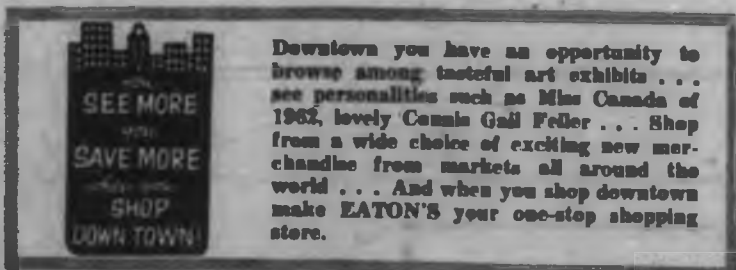 YOU
SEE MORE
YOU
SAVE MORE
SHOP
DOWN TOWN!
Downtown you have an opportunity to
browse among tasteful art exhibits . . .
see personalities such as Miss Canada of
1962, lovely Connie Gail Feller . . . Shop
from a wide choice of exciting new mer-
chandise from markets all around the
world . . . And when you shop downtown
make EATON'S your one-stop shopping
store.